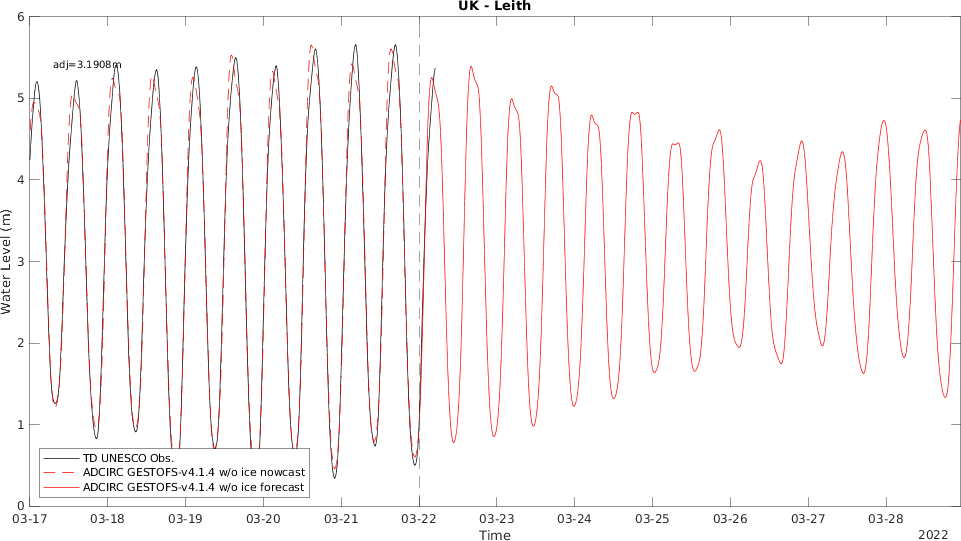 UK - Leith
adj=3.1908m
Water Level (m)
6
5
4
3
2
1
0
TD UNESCO Obs.
ADCIRC GESTOFS-v4.1.4 w/o ice nowcast
ADCIRC GESTOFS-v4.1.4 w/o ice forecast
03-17 03-18 03-19 03-20 03-21 03-22 03-23 03-24 03-25 03-26 03-27 03-28
Time
2022